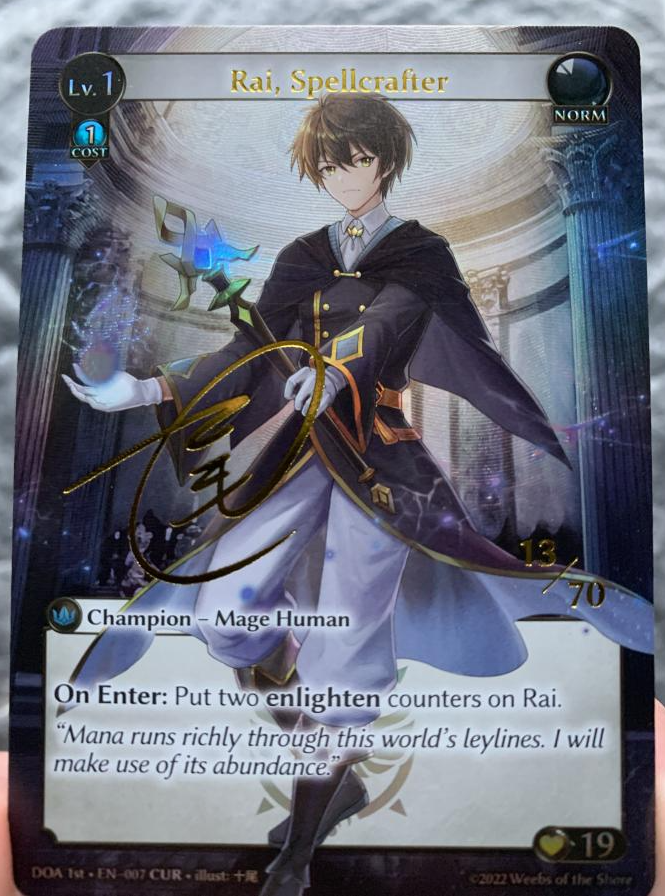 Lv. 1
Rai, Spellcrafter
NORM
1
COST
13/70
Champion – Mage Human
On Enter: Put two enlighten counters on Rai.
“Mana runs richly through this world’s leylines. I will
make use of its abundance.”
19
DOA 1st • EN-007 CUR • illust: 十尾
©2022 Weebs of the Shore